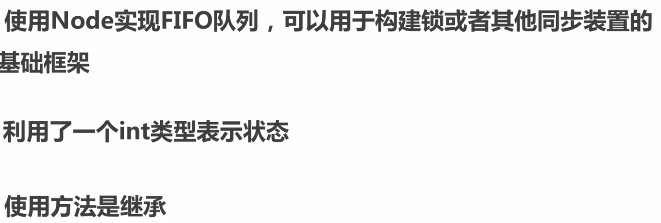 使用Node实现FIFO队列，可以用于构建锁或者其他同步装置的
基础框架
利用了一个int类型表示状态
使用方法是继承